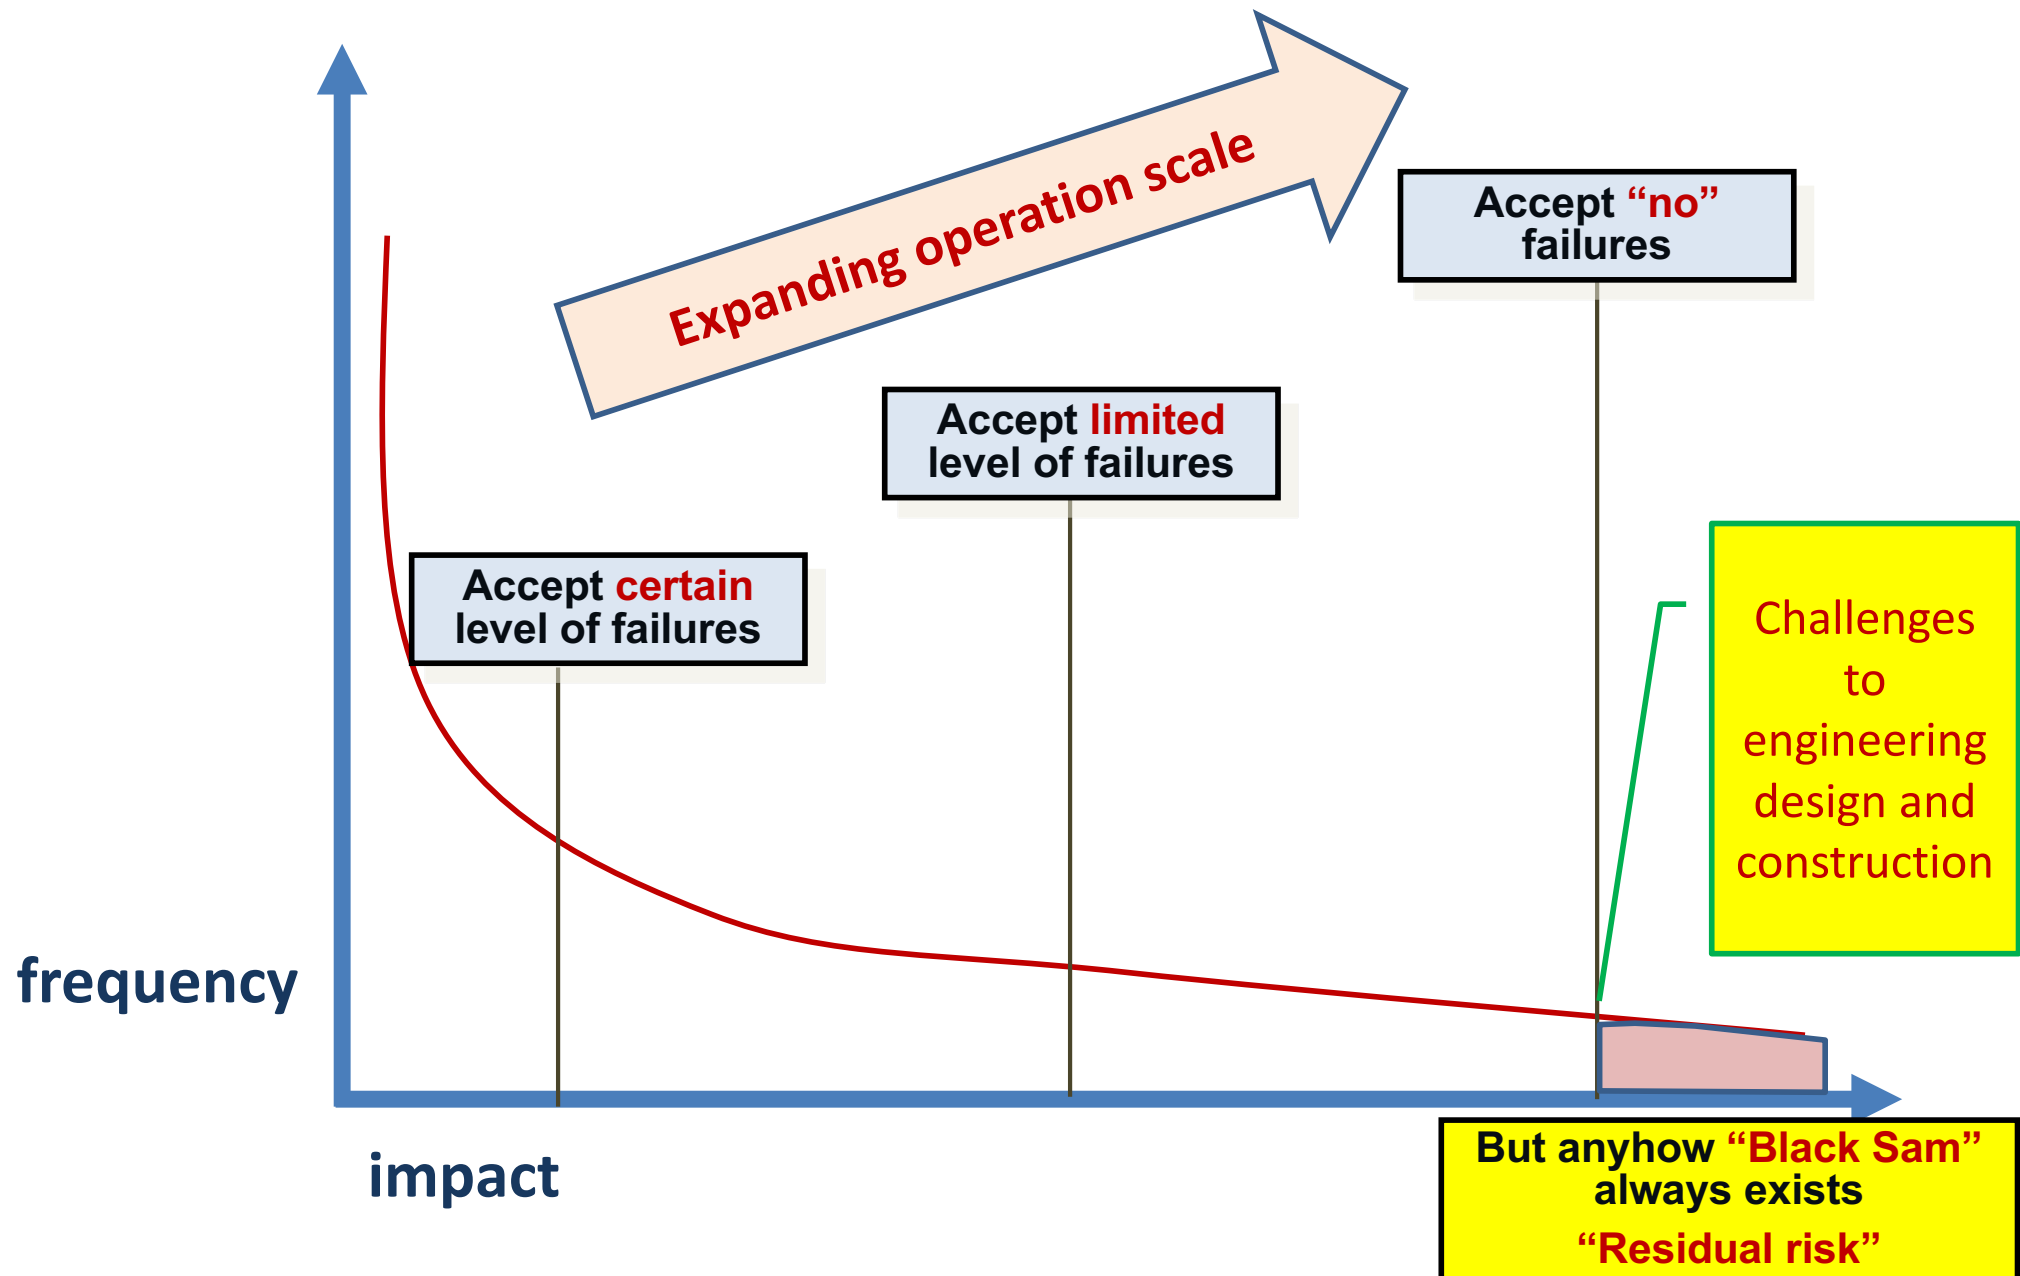 Expanding operation scale
Accept “no”
failures
Accept limited
level of failures
Accept certain
level of failures
Challenges
to
engineering
design and
construction
frequency
impact
But anyhow “Black Sam”
always exists
“Residual risk”